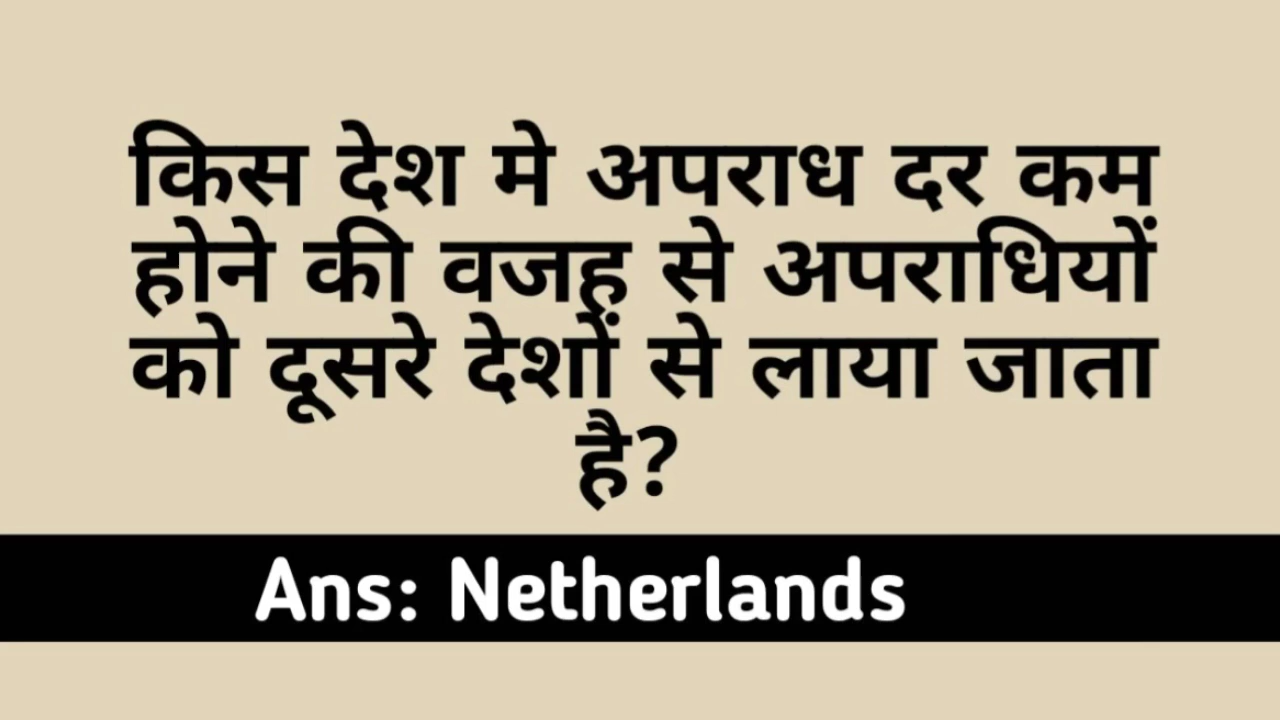 किस देश मे अपराध दर कम
होने की वजह से अपराधियों
को दूसरे देशों से लाया जाता
है?
Ans: Netherlands